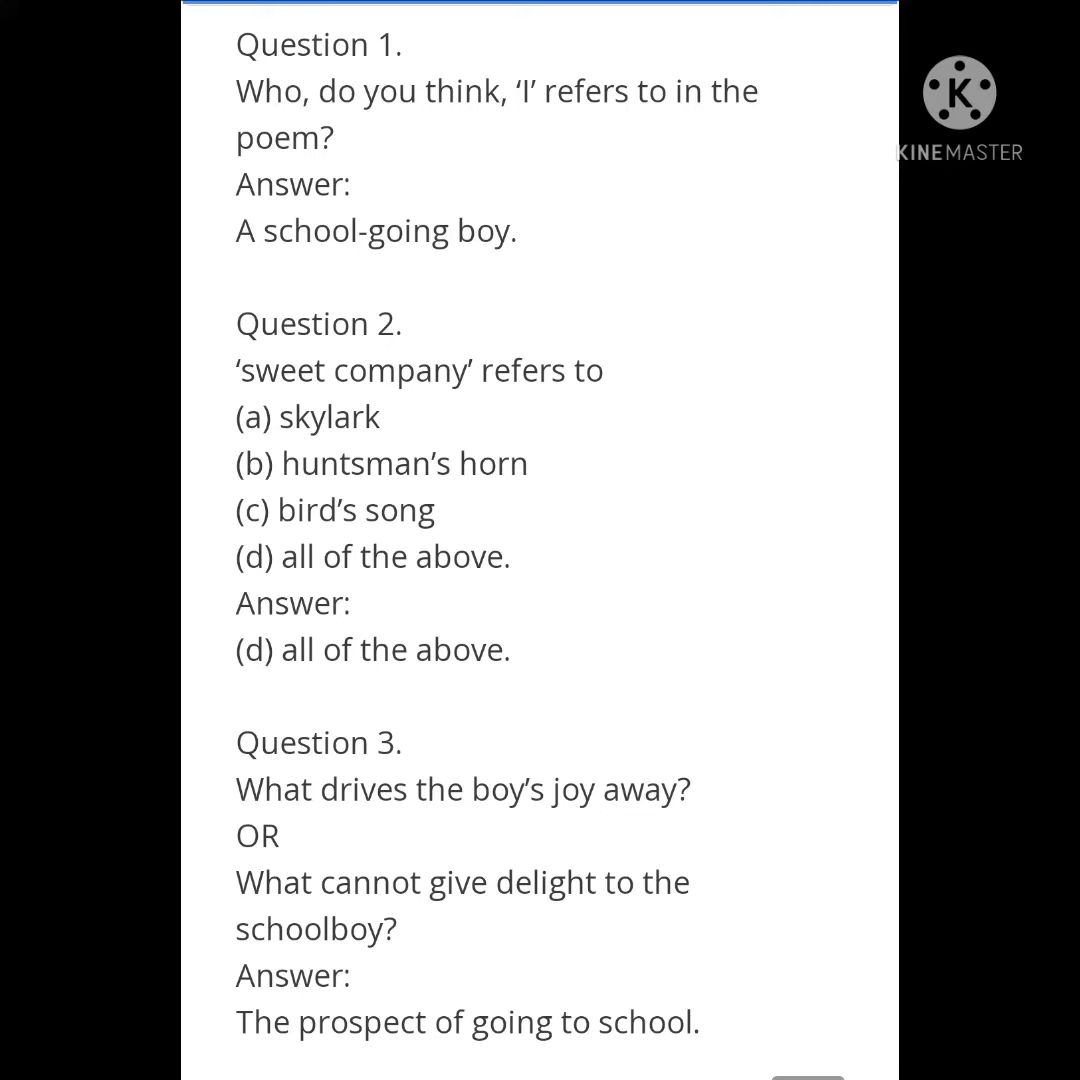 Question 1.
Who, do you think, ‘I’ refers to in the
poem?
Answer:
A school-going boy.
Question 2.
‘sweet company’ refers to
(a) skylark
(b) huntsman’s horn
(c) bird’s song
(d) all of the above.
Answer:
(d) all of the above.
Question 3.
What drives the boy’s joy away?
OR
What cannot give delight to the
schoolboy?
Answer:
The prospect of going to school.
K
KINEMASTER